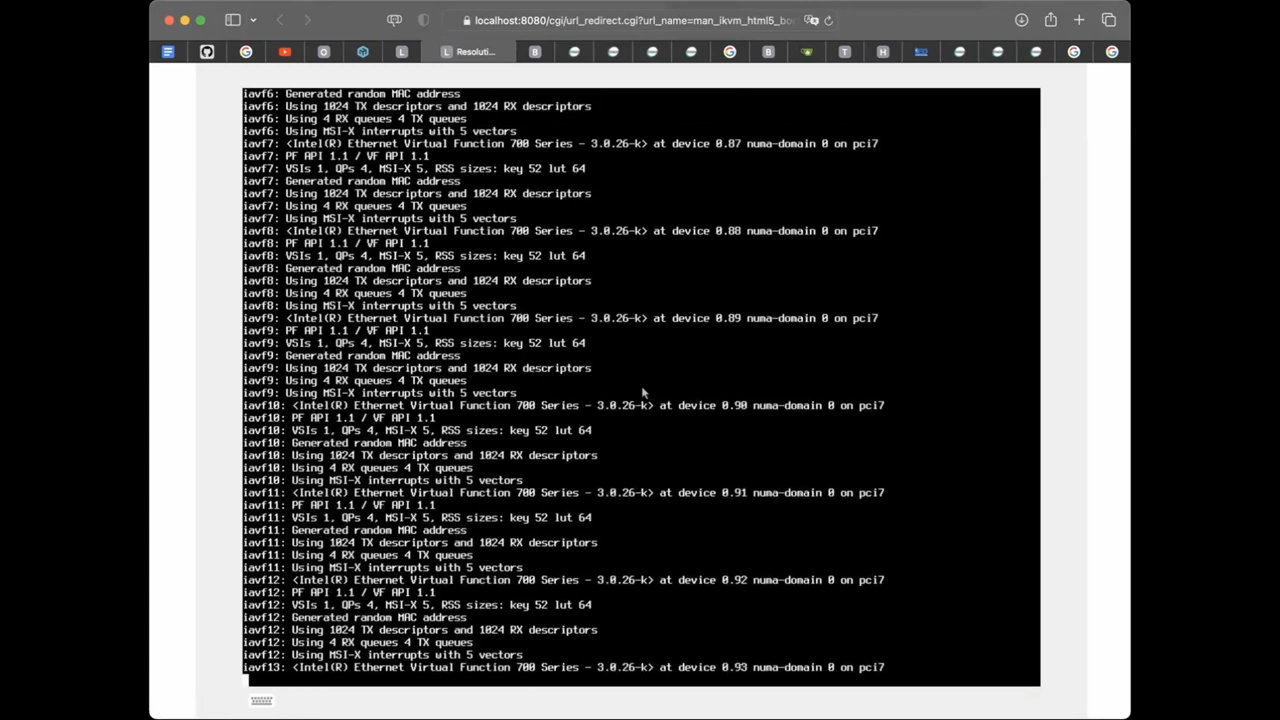 localhost:8080/cgi/url_redirect.cgi?url_name=man_ikvm_html5_bo
L Resoluti...
iavf6: Generated random MAC address
iavf6: Using 1024 TX descriptors and 1024 RX descriptors
iavf6: Using 4 RX queues 4 TX queues
iavf6: Using MSI-X interrupts with 5 vectors
iavf7: <Intel(R) Ethernet Virtual Function 700 Series - 3.0.26-k> at device 0.87 numa-domain 0 on pci7
iavf7: PF API 1.1 / VF API 1.1
iavf7: VSIs 1, QPs 4, MSI-X 5, RSS sizes: key 52 lut 64
iavf7: Generated random MAC address
iavf7: Using 1024 TX descriptors and 1024 RX descriptors
iavf7: Using 4 RX queues 4 TX queues
iavf7: Using MSI-X interrupts with 5 vectors
iavf8: <Intel(R) Ethernet Virtual Function 700 Series - 3.0.26-k> at device 0.88 numa-domain 0 on pci7
iavf8: PF API 1.1 / VF API 1.1
iavf8: VSIs 1, QPs 4, MSI-X 5, RSS sizes: key 52 lut 64
iavf8: Generated random MAC address
iavf8: Using 1024 TX descriptors and 1024 RX descriptors
iavf8: Using 4 RX queues 4 TX queues
iavf8: Using MSI-X interrupts with 5 vectors
iavf9: <Intel(R) Ethernet Virtual Function 700 Series - 3.0.26-k> at device 0.89 numa-domain 0 on pci7
iavf9: PF API 1.1 / VF API 1.1
iavf9: VSIs 1, QPs 4, MSI-X 5, RSS sizes: key 52 lut 64
iavf9: Generated random MAC address
iavf9: Using 1024 TX descriptors and 1024 RX descriptors
iavf9: Using 4 RX queues 4 TX queues
iavf9: Using MSI-X interrupts with 5 vectors
iavf10: <Intel(R) Ethernet Virtual Function 700 Series - 3.0.26-k> at device 0.90 numa-domain 0 on pci7
iavf10: PF API 1.1 / VF API 1.1
iavf10: VSIs 1, QPs 4, MSI-X 5, RSS sizes: key 52 lut 64
iavf10: Generated random MAC address
iavf10: Using 1024 TX descriptors and 1024 RX descriptors
iavf10: Using 4 RX queues 4 TX queues
iavf10: Using MSI-X interrupts with 5 vectors
iavf11: <Intel(R) Ethernet Virtual Function 700 Series - 3.0.26-k> at device 0.91 numa-domain 0 on pci7
iavf11: PF API 1.1 / VF API 1.1
iavf11: VSIs 1, QPs 4, MSI-X 5, RSS sizes: key 52 lut 64
iavf11: Generated random MAC address
iavf11: Using 1024 TX descriptors and 1024 RX descriptors
iavf11: Using 4 RX queues 4 TX queues
iavf11: Using MSI-X interrupts with 5 vectors
iavf12: <Intel(R) Ethernet Virtual Function 700 Series - 3.0.26-k> at device 0.92 numa-domain 0 on pci7
iavf12: PF API 1.1 / VF API 1.1
iavf12: VSIs 1, QPs 4, MSI-X 5, RSS sizes: key 52 lut 64
iavf12: Generated random MAC address
iavf12: Using 1024 TX descriptors and 1024 RX descriptors
iavf12: Using 4 RX queues 4 TX queues
iavf12: Using MSI-X interrupts with 5 vectors
iavf13: <Intel(R) Ethernet Virtual Function 700 Series - 3.0.26-k> at device 0.93 numa-domain 0 on pci7